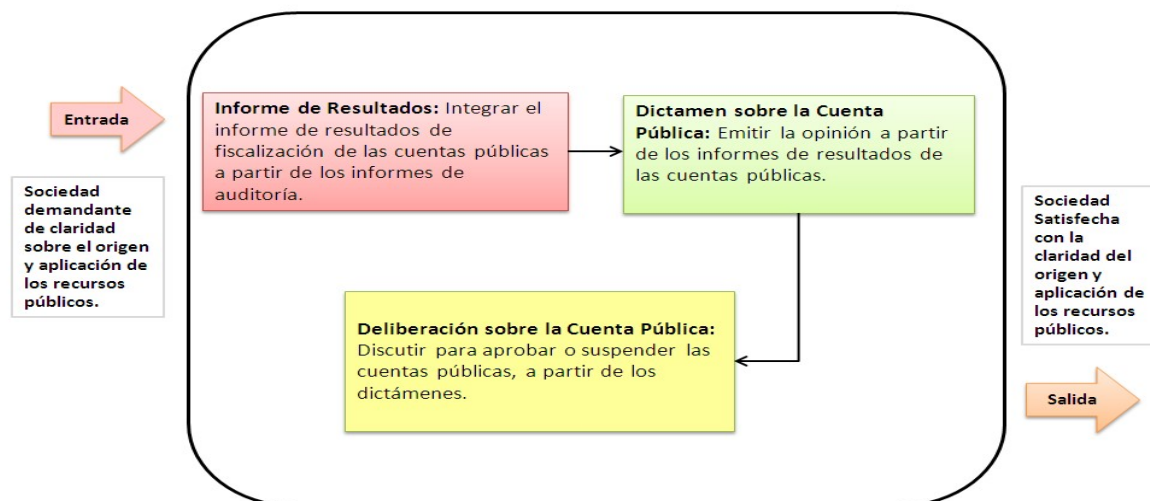 Entrada
Sociedad
demandante
de claridad
sobre el origen
y aplicación de
los recursos
públicos.
Informe de Resultados: Integrar el
informe de resultados de
fiscalización de las cuentas públicas
a partir de los informes de
auditoría.
Dictamen sobre la Cuenta
Pública: Emitir la opinión a partir
de los informes de resultados de
las cuentas públicas.
Deliberación sobre la Cuenta Pública:
Discutir para aprobar o suspender las
cuentas públicas, a partir de los
dictámenes.
Sociedad
Satisfecha
con la
claridad del
origen y
aplicación de
los recursos
públicos.
Salida